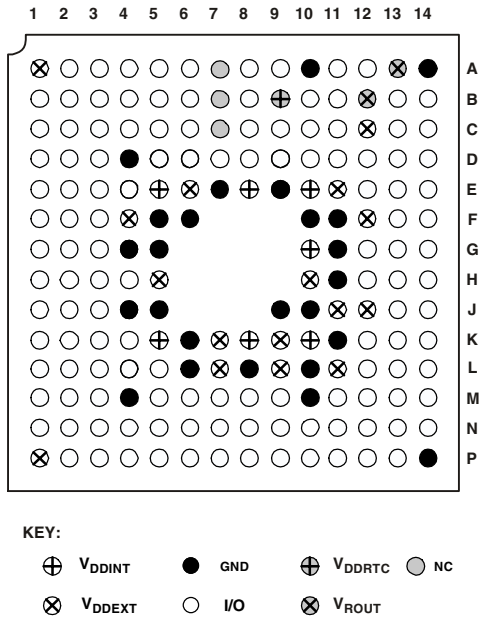 1 2 3 4 5 6 7 8 9 10 11 12 13 14
A
B
C
D
E
F
G
H
J
K
L
M
N
P
KEY:
VDDINT GND VDDRTC NC
VDDEXT I/O VROUT